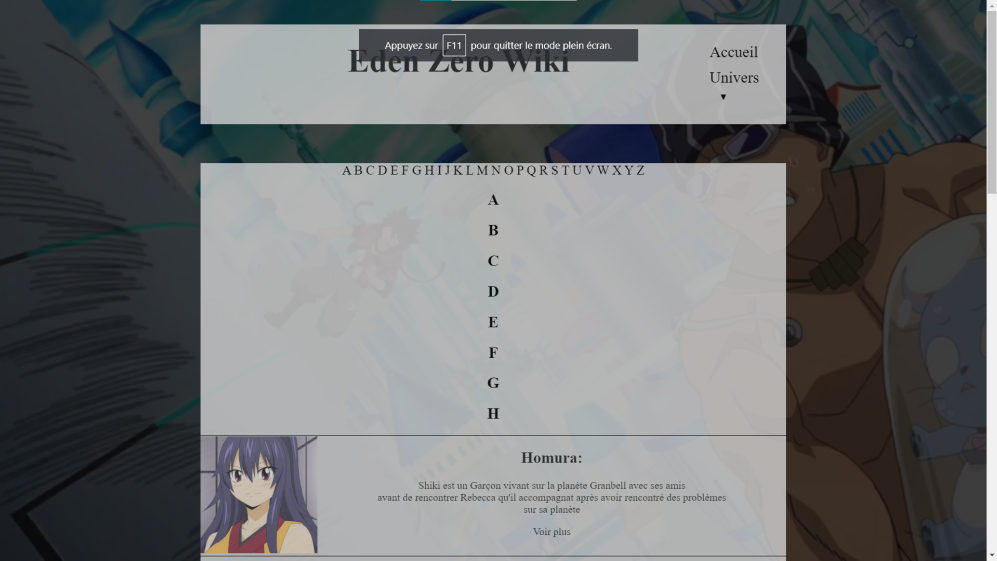 Appuyez sur F11 pour quitter le mode plein écran.
Eden Zero Wiki
Accueil
Univers
▼
A B C D E F G H I J K L M N O P Q R S T U V W X Y Z
A
B
C
D
E
F
G
H
Homura:
Shiki est un Garçon vivant sur la planète Granbell avec ses amis
avant de rencontrer Rebecca qu'il accompagnat après avoir rencontré des problèmes
sur sa planète
Voir plus